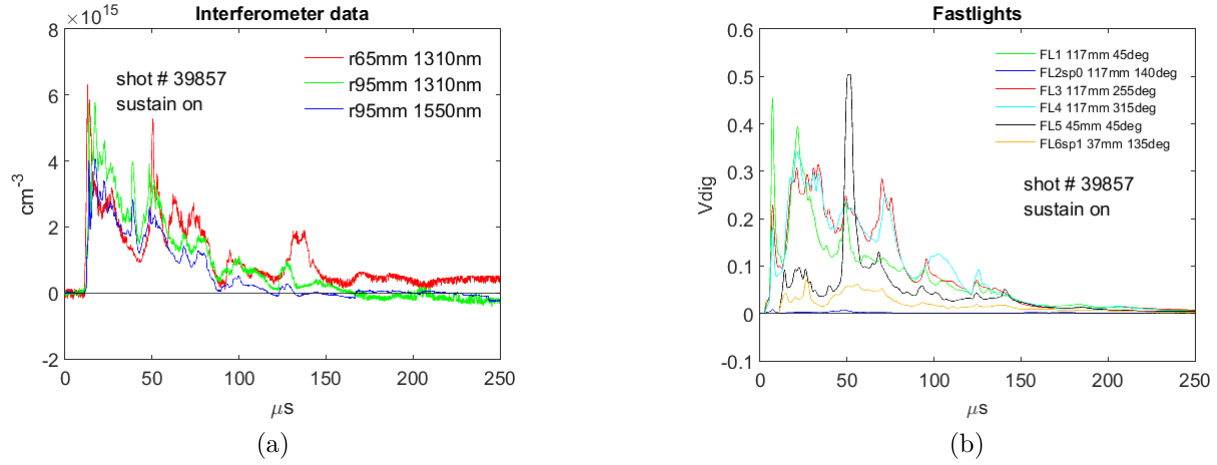 Interferometer data
×10^15
8
6
4
2
0
-2
cm^-3
shot # 39857
sustain on
r65mm 1310nm
r95mm 1310nm
r95mm 1550nm
0
50
100
150
200
250
μs
(a)
Fastlights
0.6
0.5
0.4
0.3
0.2
0.1
0
-0.1
Vdig
FL1 117mm 45deg
FL2sp0 117mm 140deg
FL3 117mm 255deg
FL4 117mm 315deg
FL5 45mm 45deg
FL6sp1 37mm 135deg
shot # 39857
sustain on
0
50
100
150
200
250
μs
(b)